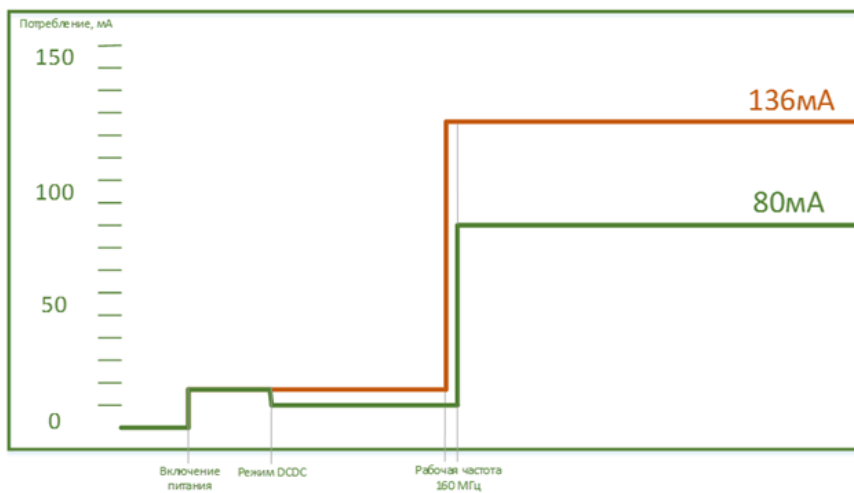 Потребление, мА
150
136мА
100
80мА
50
0
Включение
питания
Режим DCDC
Рабочая частота
160 МГц